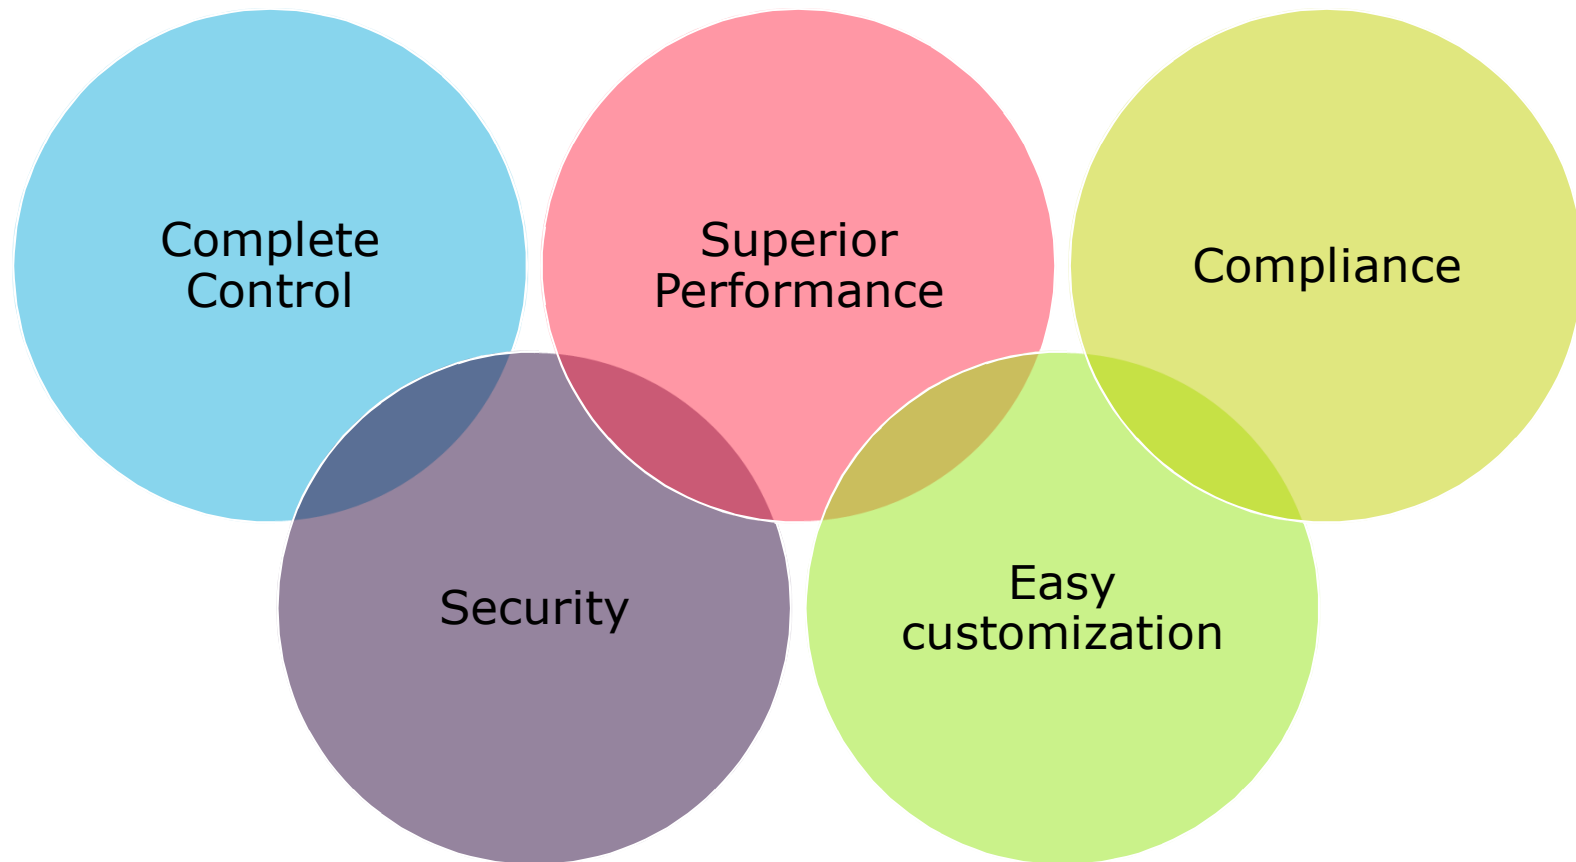 Complete
Control
Superior
Performance
Compliance
Security
Easy
customization